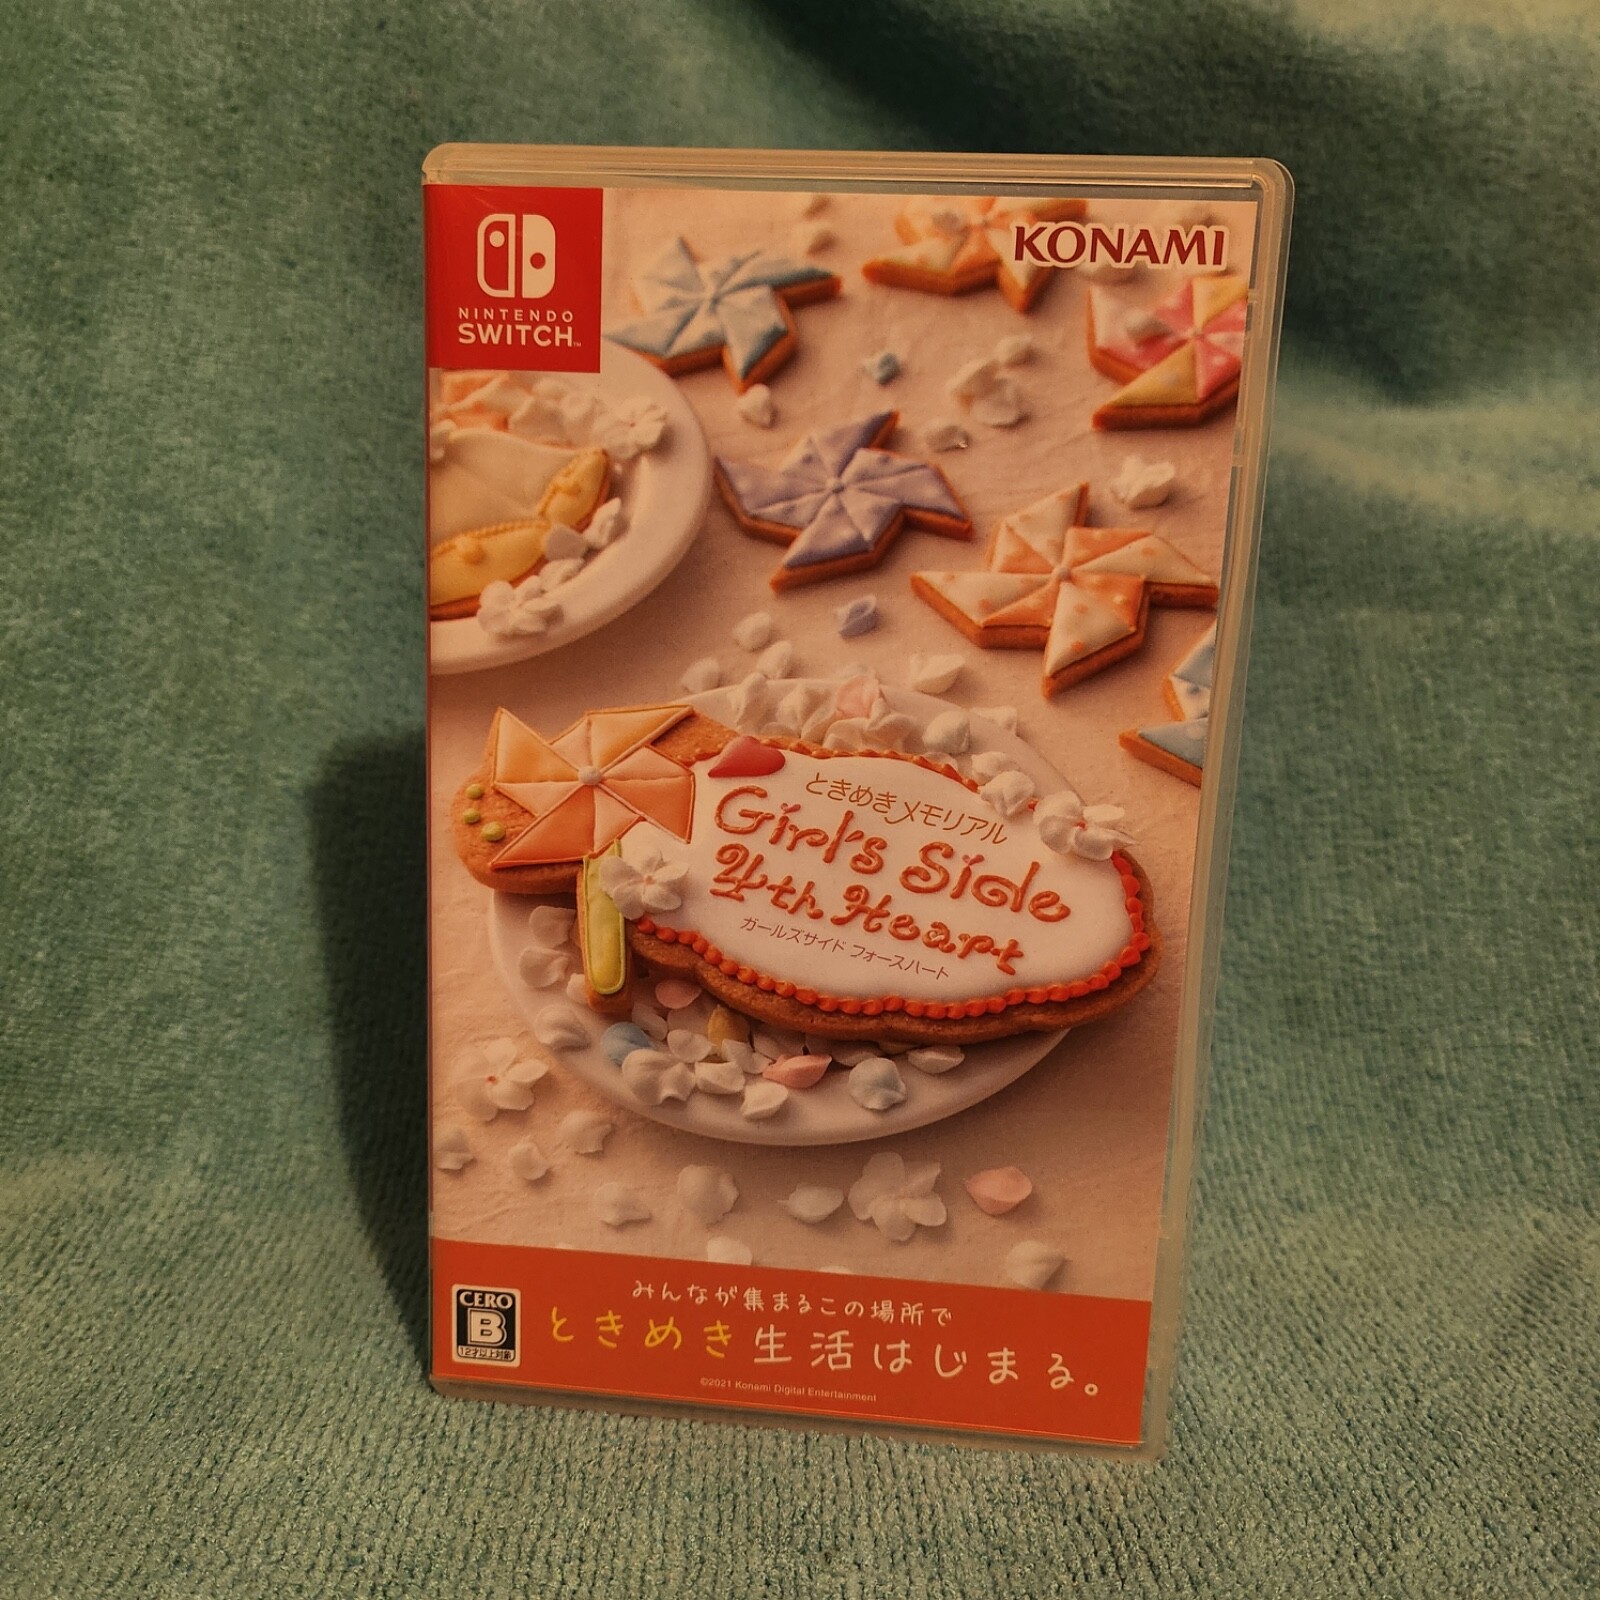 NINTENDO
SWITCH™
KONAMI
ときめきメモリアル
Girl's Side
4th Heart
ガールズサイド フォースハート
みんなが集まるこの場所で
ときめき生活はじまる。
CERO
B
12才以上対象
©2021 Konami Digital Entertainment